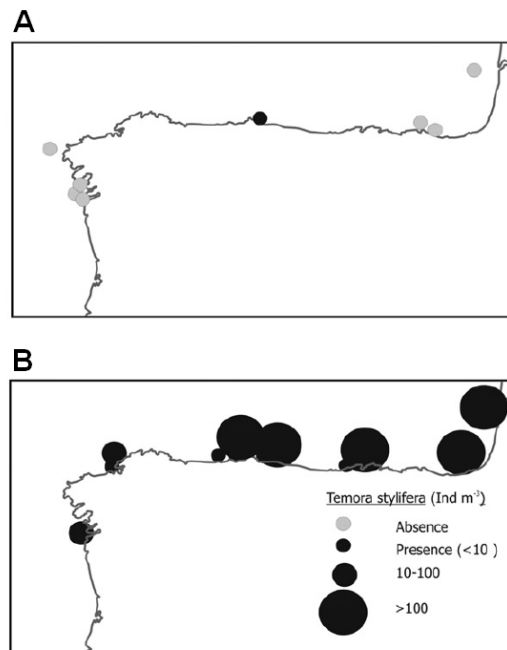 A
B
Temora stylifera (Ind m-3)
Absence
Presence (<10)
10-100
>100